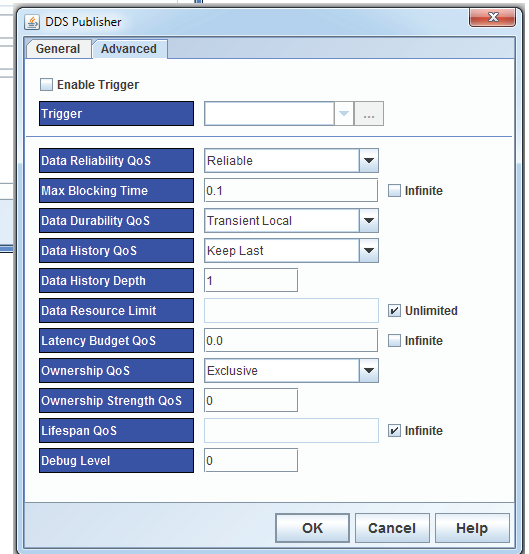 DDS Publisher
General Advanced
Enable Trigger
Trigger ...
Data Reliability QoS Reliable
Max Blocking Time 0.1 Infinite
Data Durability QoS Transient Local
Data History QoS Keep Last
Data History Depth 1
Data Resource Limit Unlimited
Latency Budget QoS 0.0 Infinite
Ownership QoS Exclusive
Ownership Strength QoS 0
Lifespan QoS Infinite
Debug Level 0
OK Cancel Help